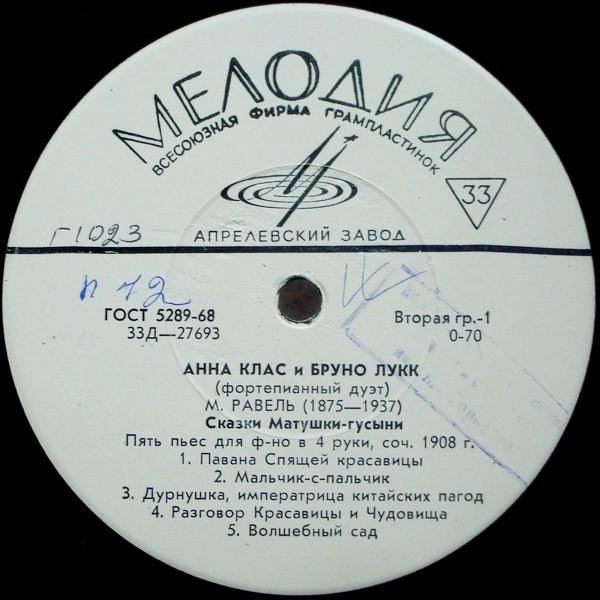 МЕЛОДИЯ
ВСЕСОЮЗНАЯ ФИРМА ГРАМПЛАСТИНОК
33
АПРЕЛЕВСКИЙ ЗАВОД
Г1023
п 72
ГОСТ 5289-68
33Д—27693
Вторая гр.-1
0-70
АННА КЛАС и БРУНО ЛУКК
(фортепианный дуэт)
М. РАВЕЛЬ (1875—1937)
Сказки Матушки-гусыни
Пять пьес для ф-но в 4 руки, соч. 1908 г.
1. Павана Спящей красавицы
2. Мальчик-с-пальчик
3. Дурнушка, императрица китайских пагод
4. Разговор Красавицы и Чудовища
5. Волшебный сад